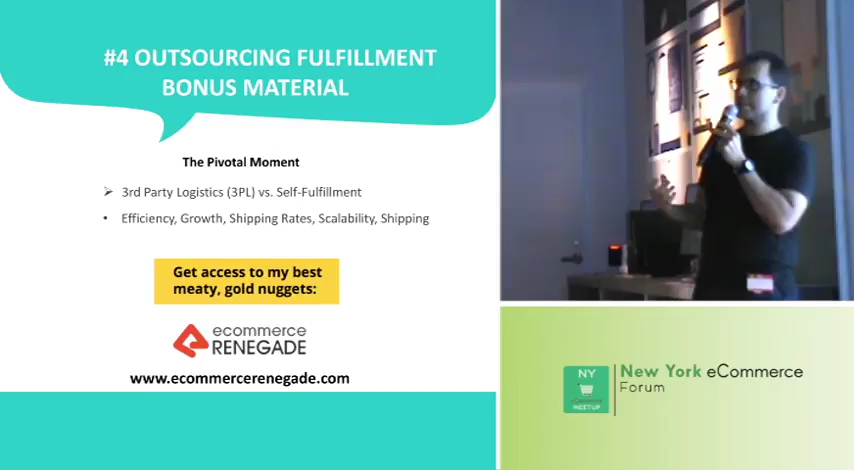 #4 OUTSOURCING FULFILLMENT
BONUS MATERIAL
The Pivotal Moment
➢ 3rd Party Logistics (3PL) vs. Self-Fulfillment
• Efficiency, Growth, Shipping Rates, Scalability, Shipping
Get access to my best
meaty, gold nuggets:
ecommerce
RENEGADE
www.ecommercerenegade.com
NY
eCommerce
MEETUP
New York eCommerce
Forum